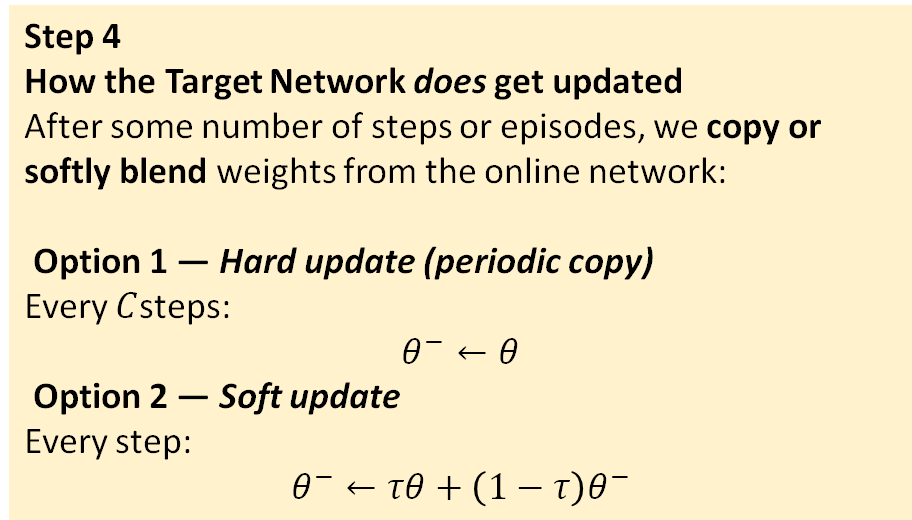 Step 4
How the Target Network does get updated
After some number of steps or episodes, we copy or
softly blend weights from the online network:
Option 1 — Hard update (periodic copy)
Every C steps:
θ⁻ ← θ
Option 2 — Soft update
Every step:
θ⁻ ← τθ + (1 − τ)θ⁻